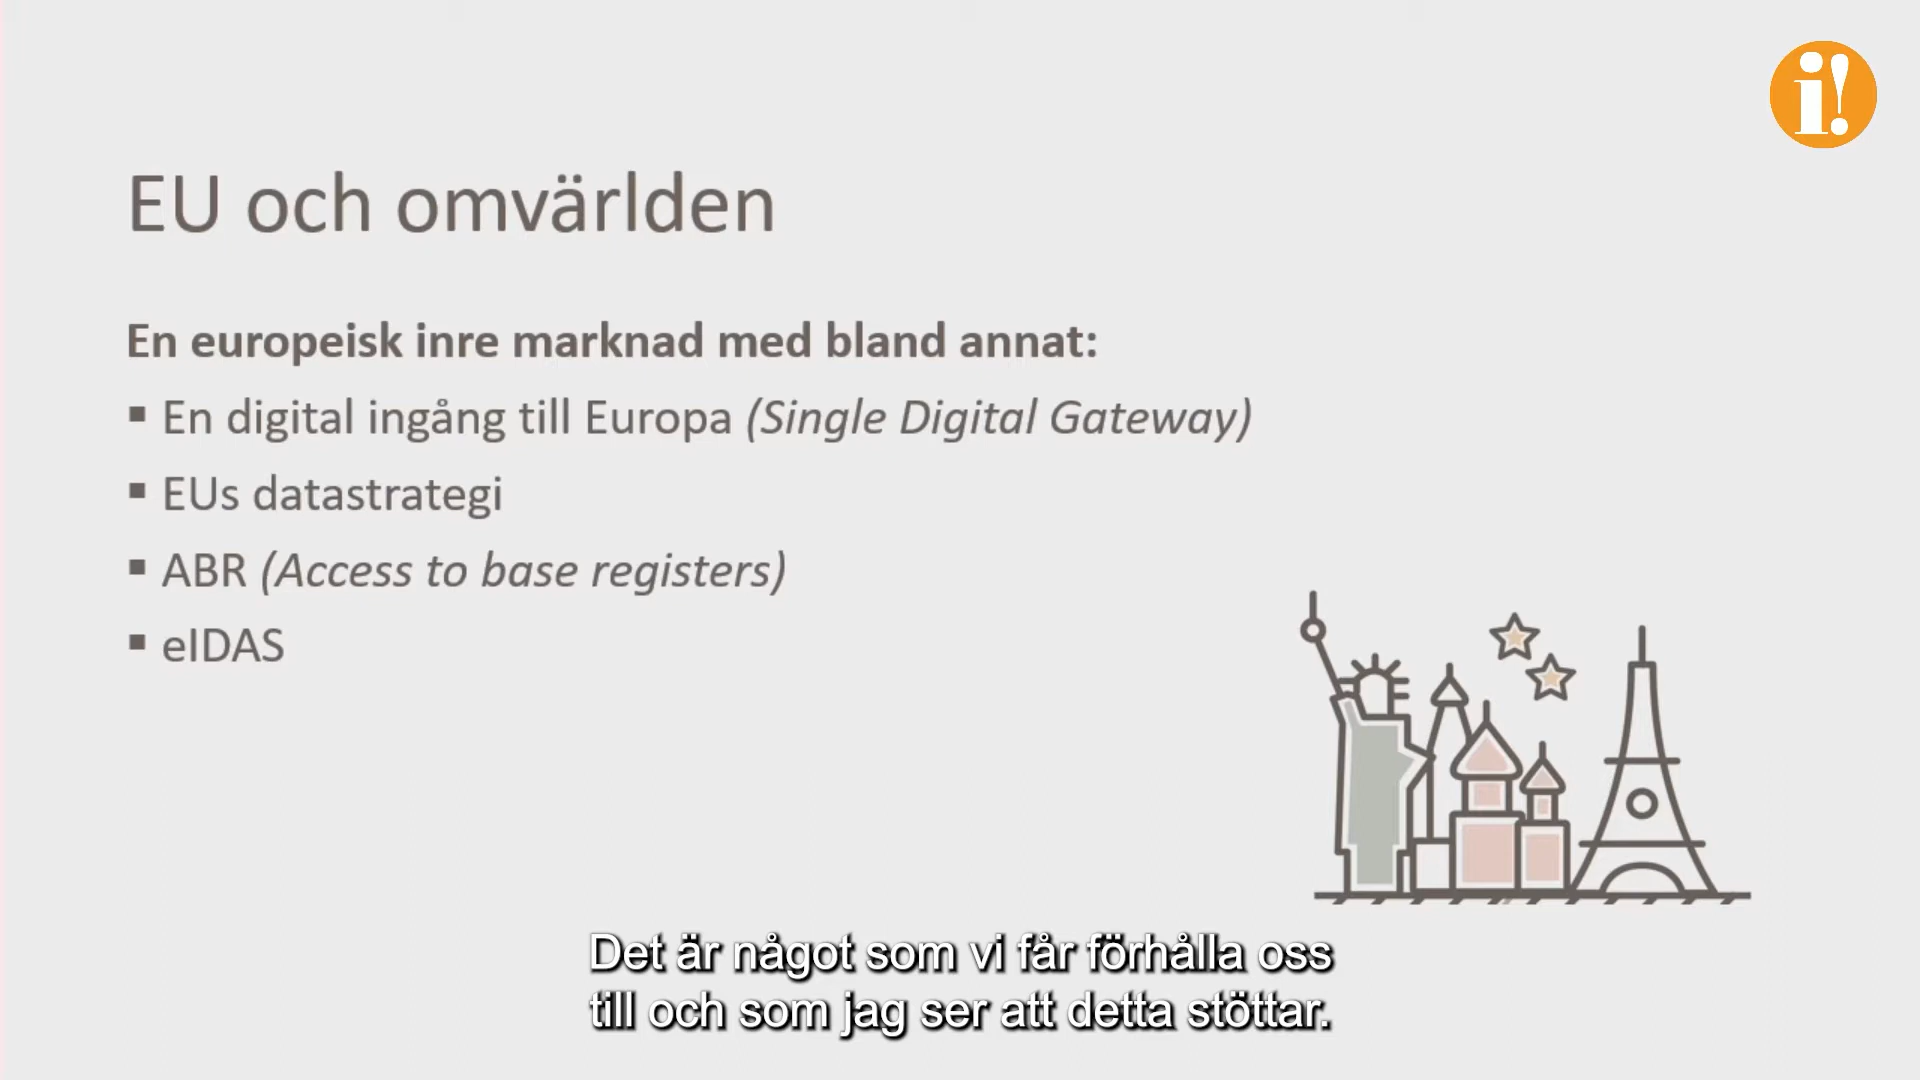 i!
EU och omvärlden
En europeisk inre marknad med bland annat:
▪ En digital ingång till Europa (Single Digital Gateway)
▪ EUs datastrategi
▪ ABR (Access to base registers)
▪ eIDAS
Det är något som vi får förhålla oss
till och som jag ser att detta stöttar.